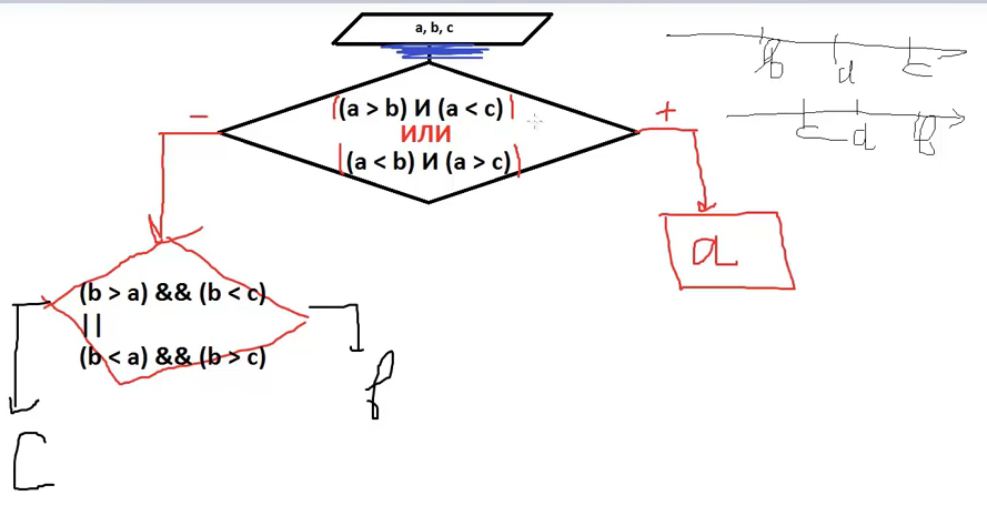 a, b, c
b a c
c a b
((a > b) И (a < c))
ИЛИ
((a < b) И (a > c))
−
+
a
(b > a) && (b < c)
||
(b < a) && (b > c)
b
c